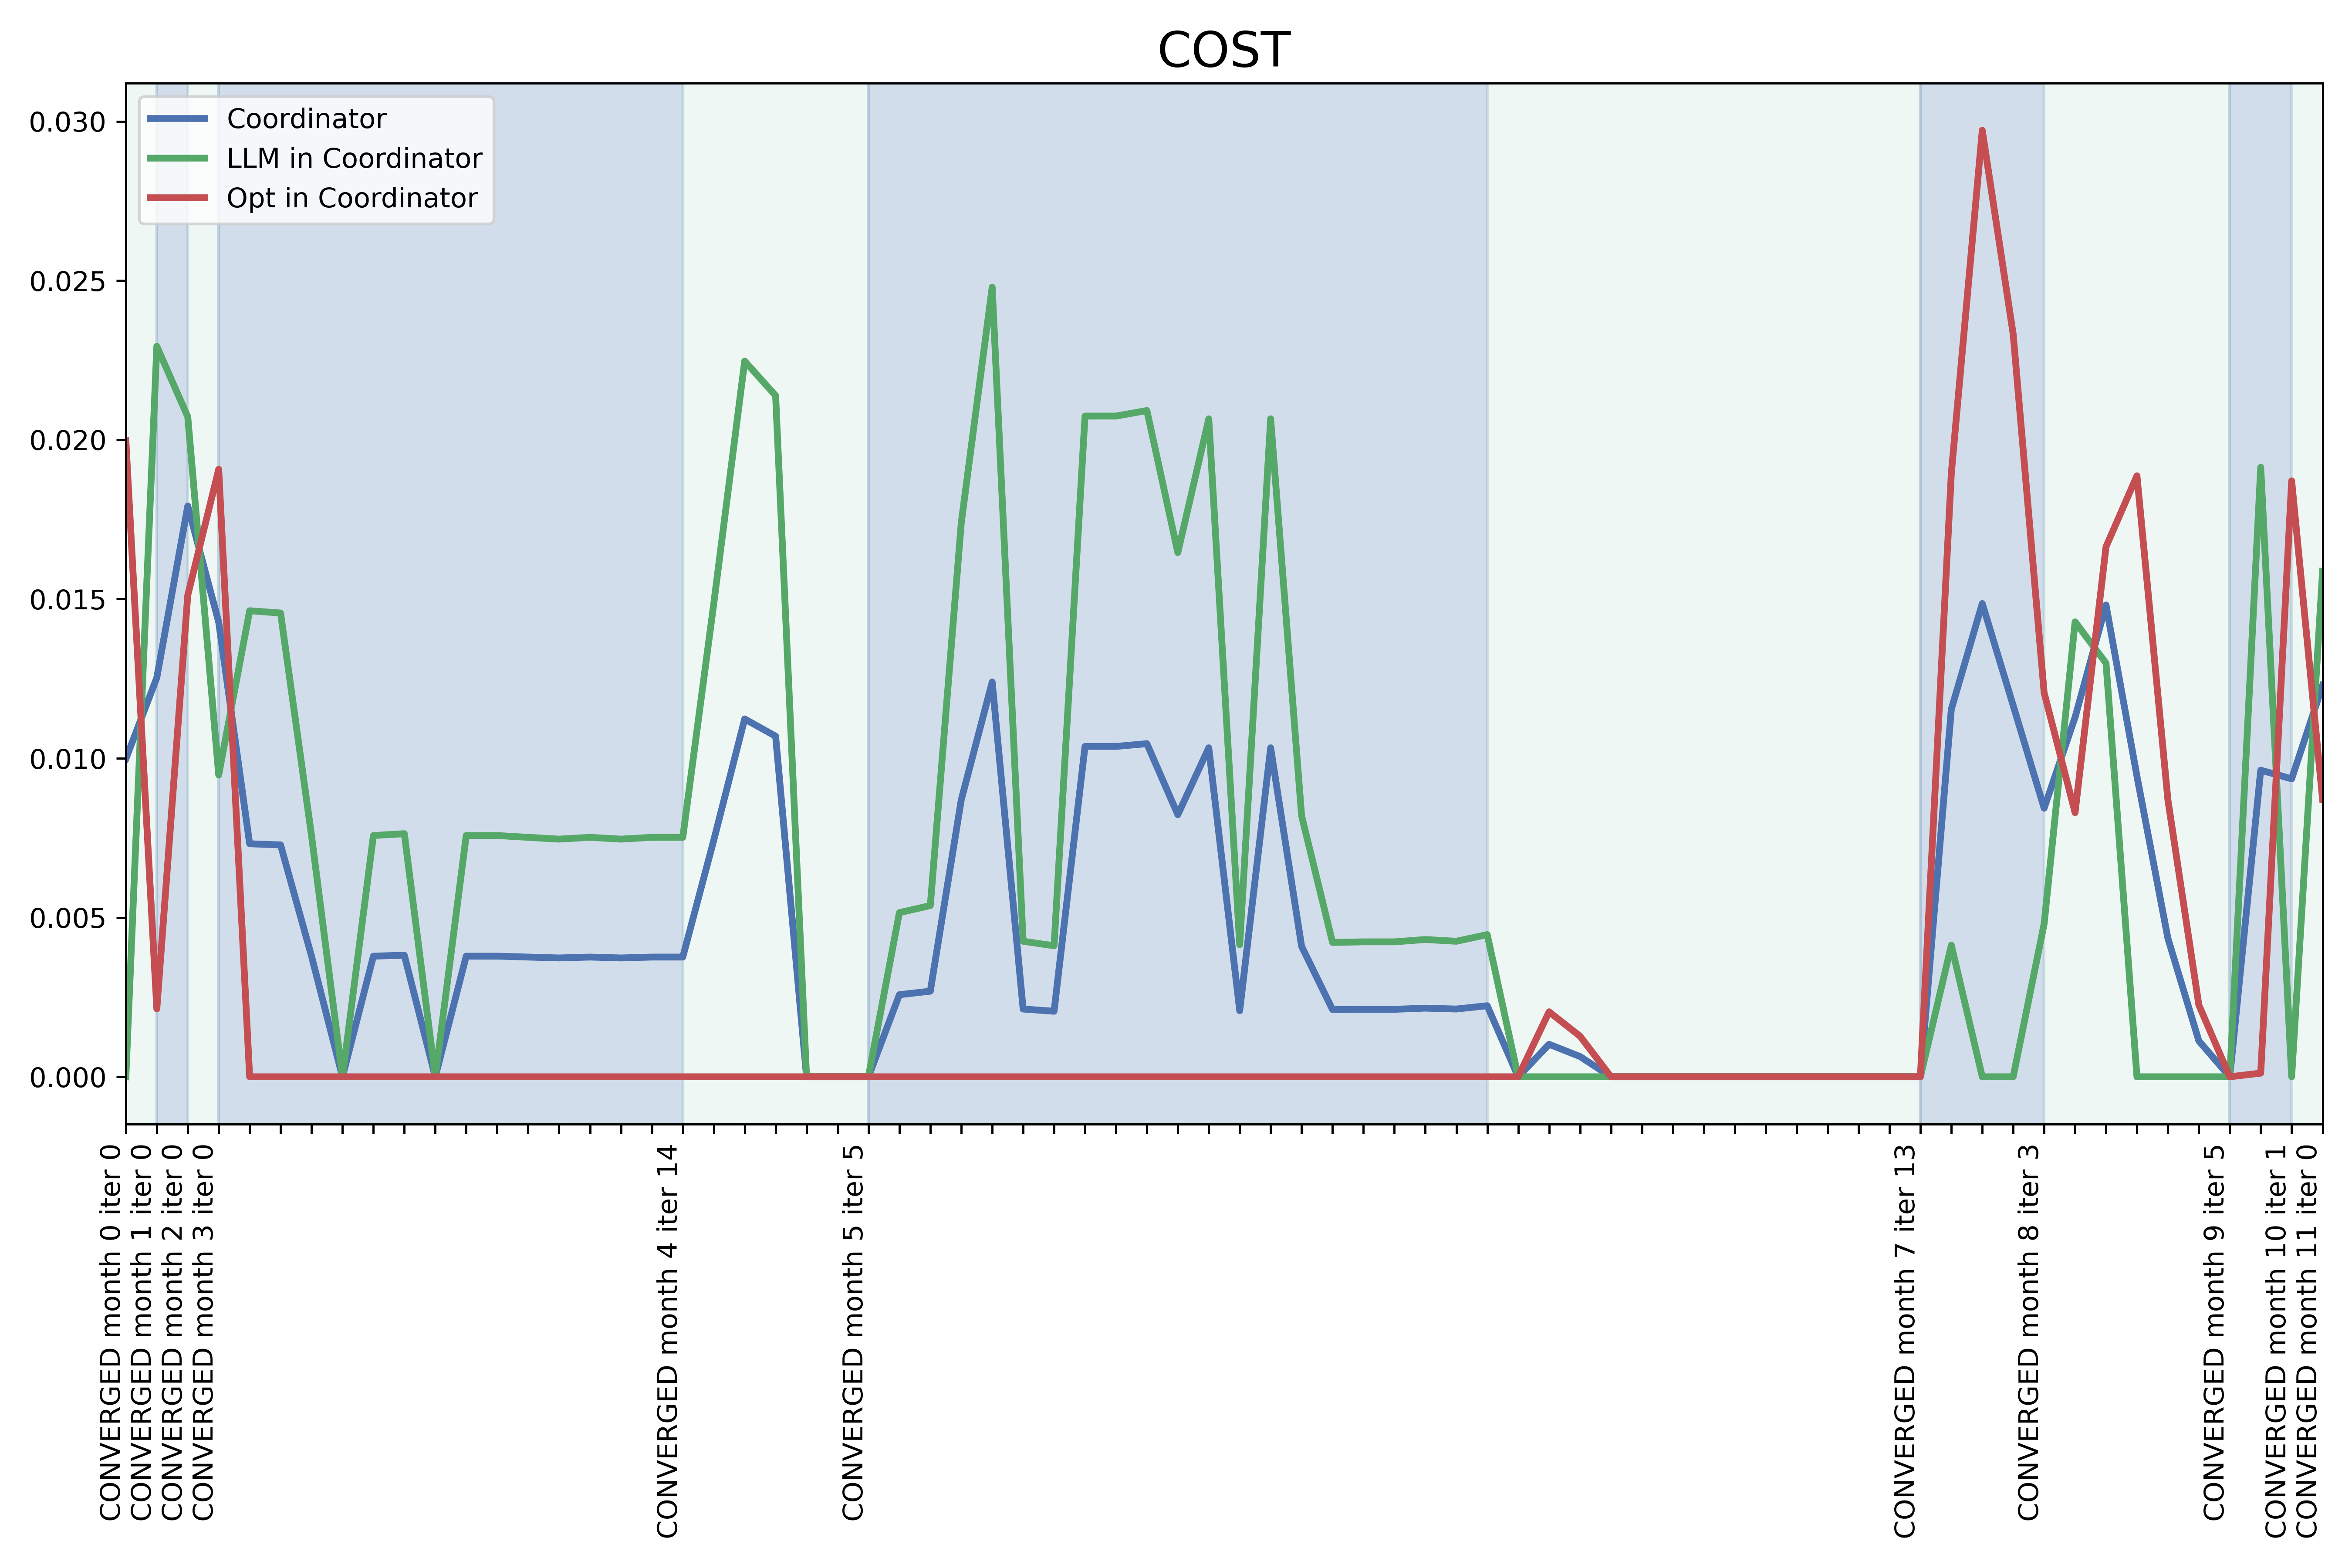 COST
Coordinator
LLM in Coordinator
Opt in Coordinator
0.030
0.025
0.020
0.015
0.010
0.005
0.000
CONVERGED month 0 iter 0
CONVERGED month 1 iter 0
CONVERGED month 2 iter 0
CONVERGED month 3 iter 0
CONVERGED month 4 iter 14
CONVERGED month 5 iter 5
CONVERGED month 7 iter 13
CONVERGED month 8 iter 3
CONVERGED month 9 iter 5
CONVERGED month 10 iter 1
CONVERGED month 11 iter 0